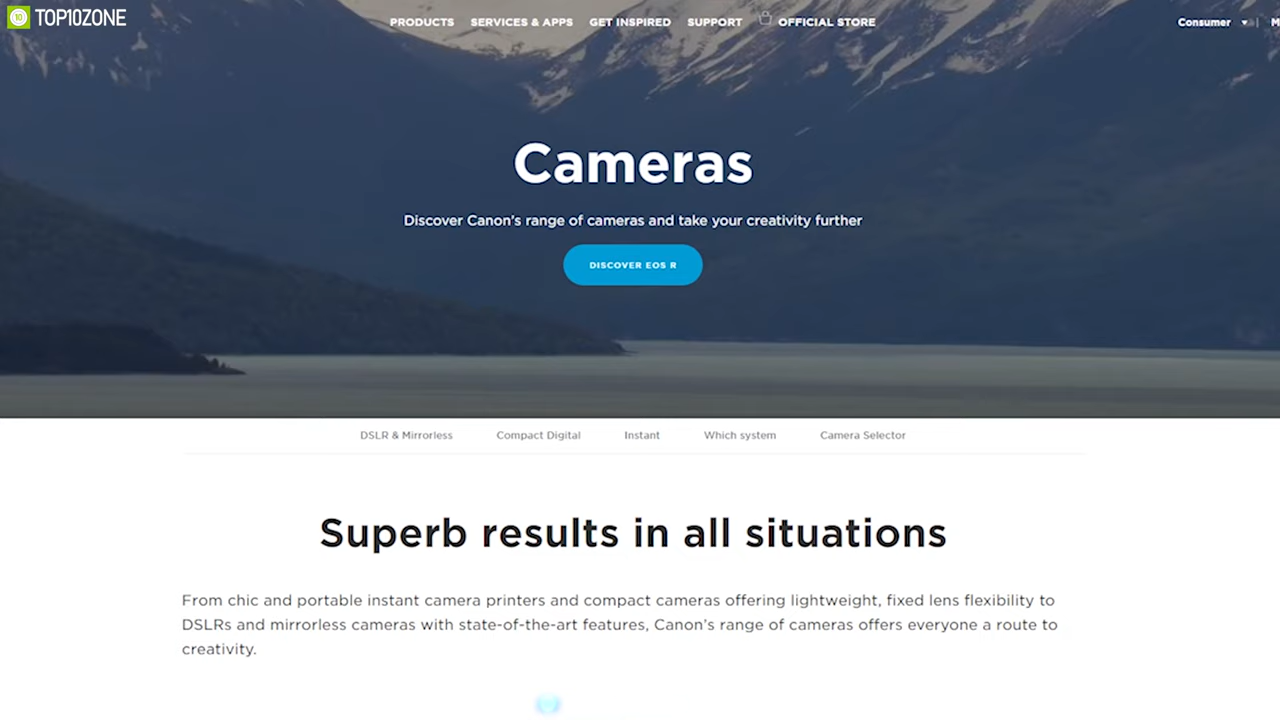 10 TOP10ZONE
PRODUCTS SERVICES & APPS GET INSPIRED SUPPORT OFFICIAL STORE Consumer
Cameras
Discover Canon's range of cameras and take your creativity further
DISCOVER EOS R
DSLR & Mirrorless Compact Digital Instant Which system Camera Selector
Superb results in all situations
From chic and portable instant camera printers and compact cameras offering lightweight, fixed lens flexibility to
DSLRs and mirrorless cameras with state-of-the-art features, Canon's range of cameras offers everyone a route to
creativity.